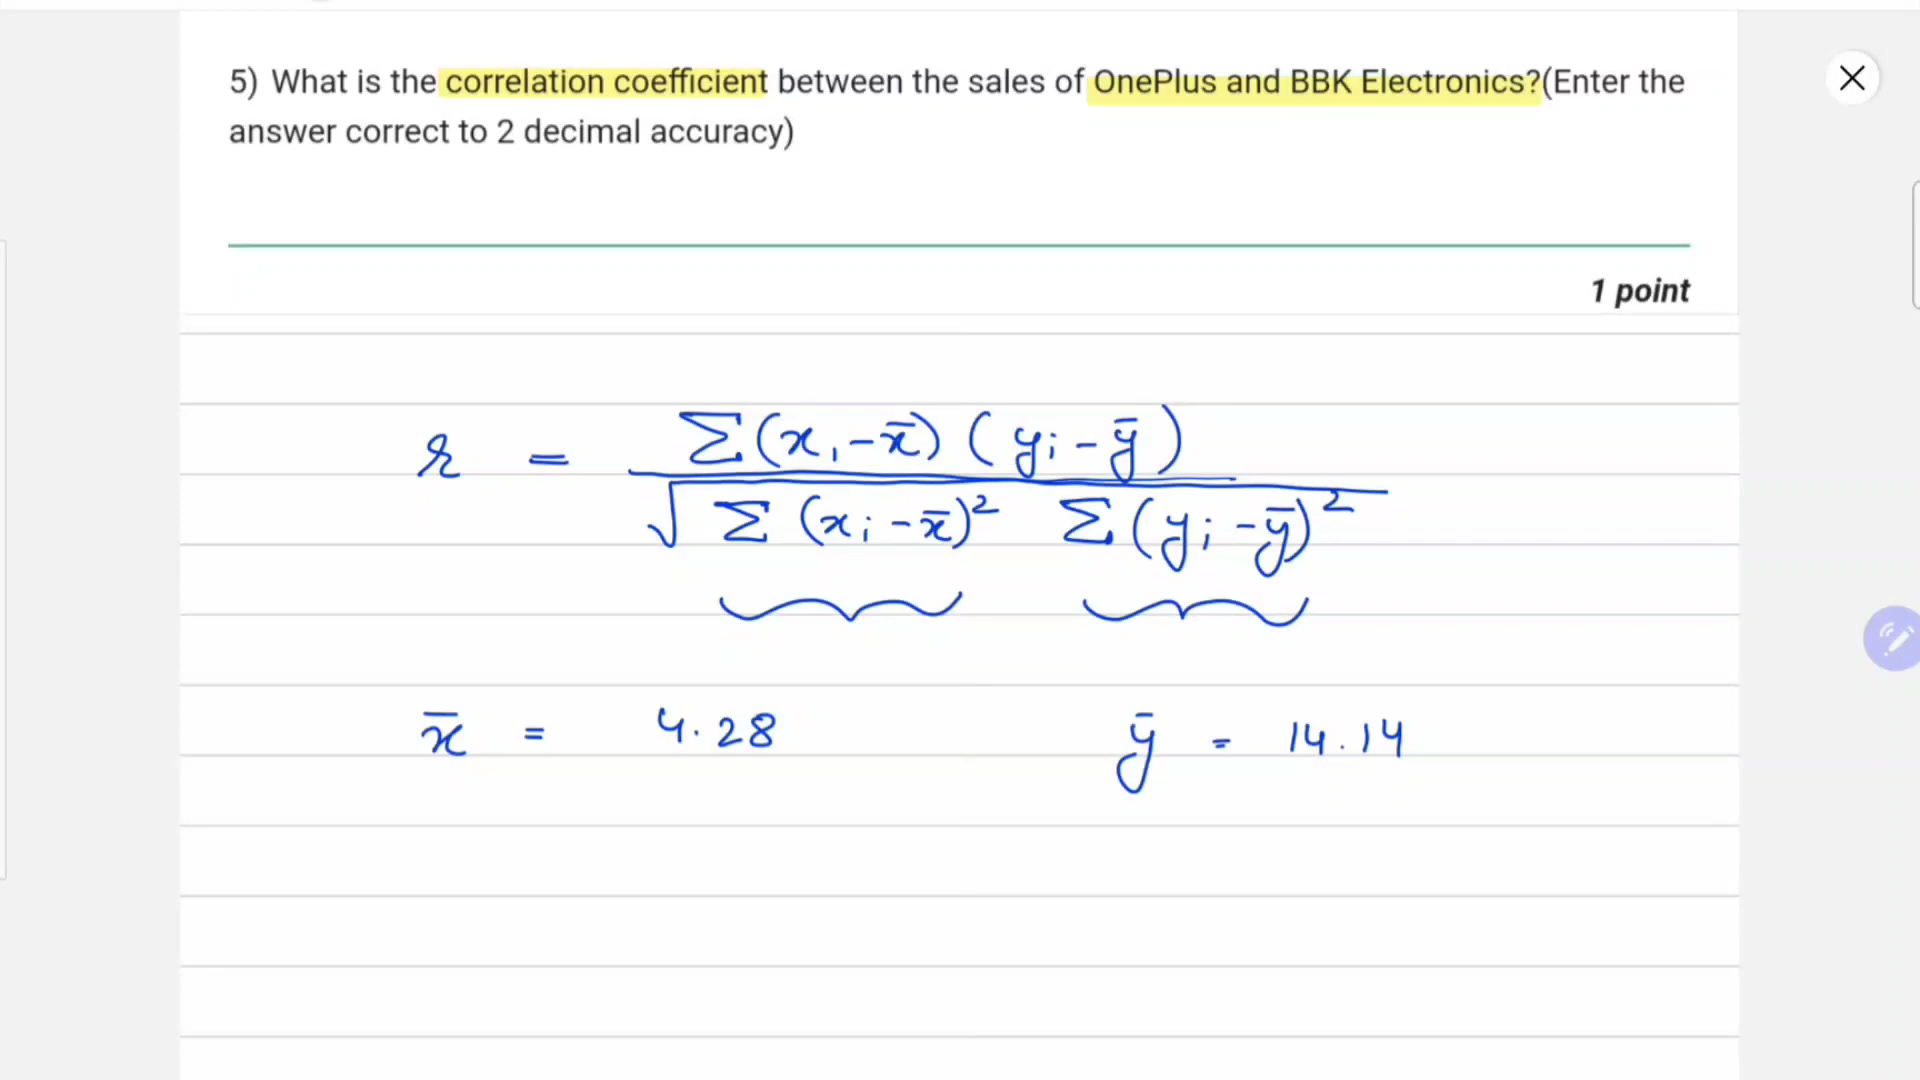 5) What is the correlation coefficient between the sales of OnePlus and BBK Electronics?(Enter the
answer correct to 2 decimal accuracy)
1 point
r = Σ(xᵢ-x̄)(yᵢ-ȳ)
√Σ(xᵢ-x̄)² Σ(yᵢ-ȳ)²
x̄ = 4.28 ȳ = 14.14